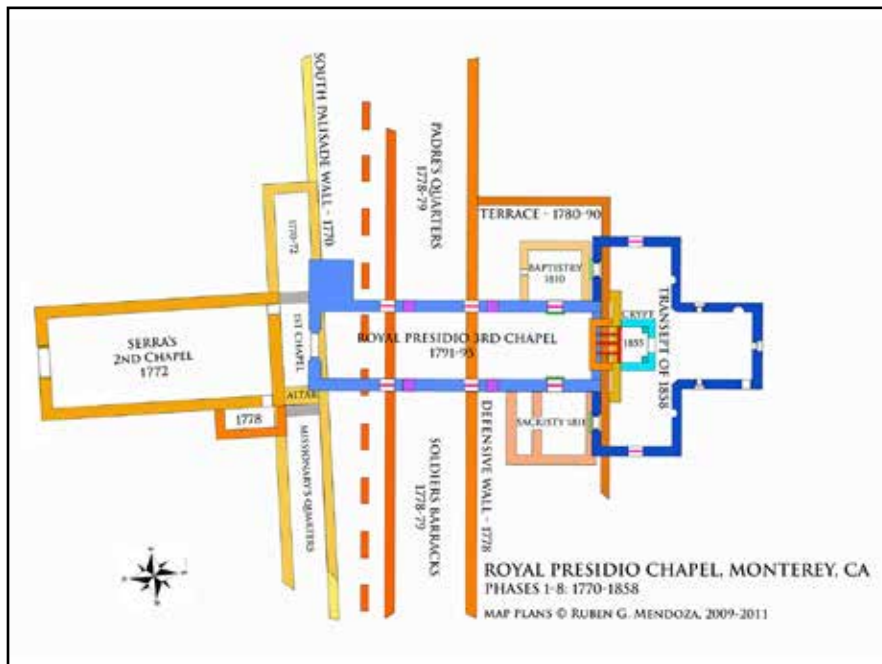 SOUTH PALISADE WALL - 1770
PADRE'S QUARTERS
1778-79
TERRACE - 1780-90
1770-72
BAPTISTRY
1810
TRANSEPT OF 1858
CRYPT
1855
SERRA'S
2ND CHAPEL
1772
1ST CHAPEL
ROYAL PRESIDIO 3RD CHAPEL
1791-95
ALTAR
1778
MISSIONARY'S QUARTERS
SOLDIERS BARRACKS
1778-79
DEFENSIVE WALL - 1778
SACRISTY
ROYAL PRESIDIO CHAPEL, MONTEREY, CA
PHASES 1-8: 1770-1858
MAP PLANS © RUBEN G. MENDOZA, 2009-2011